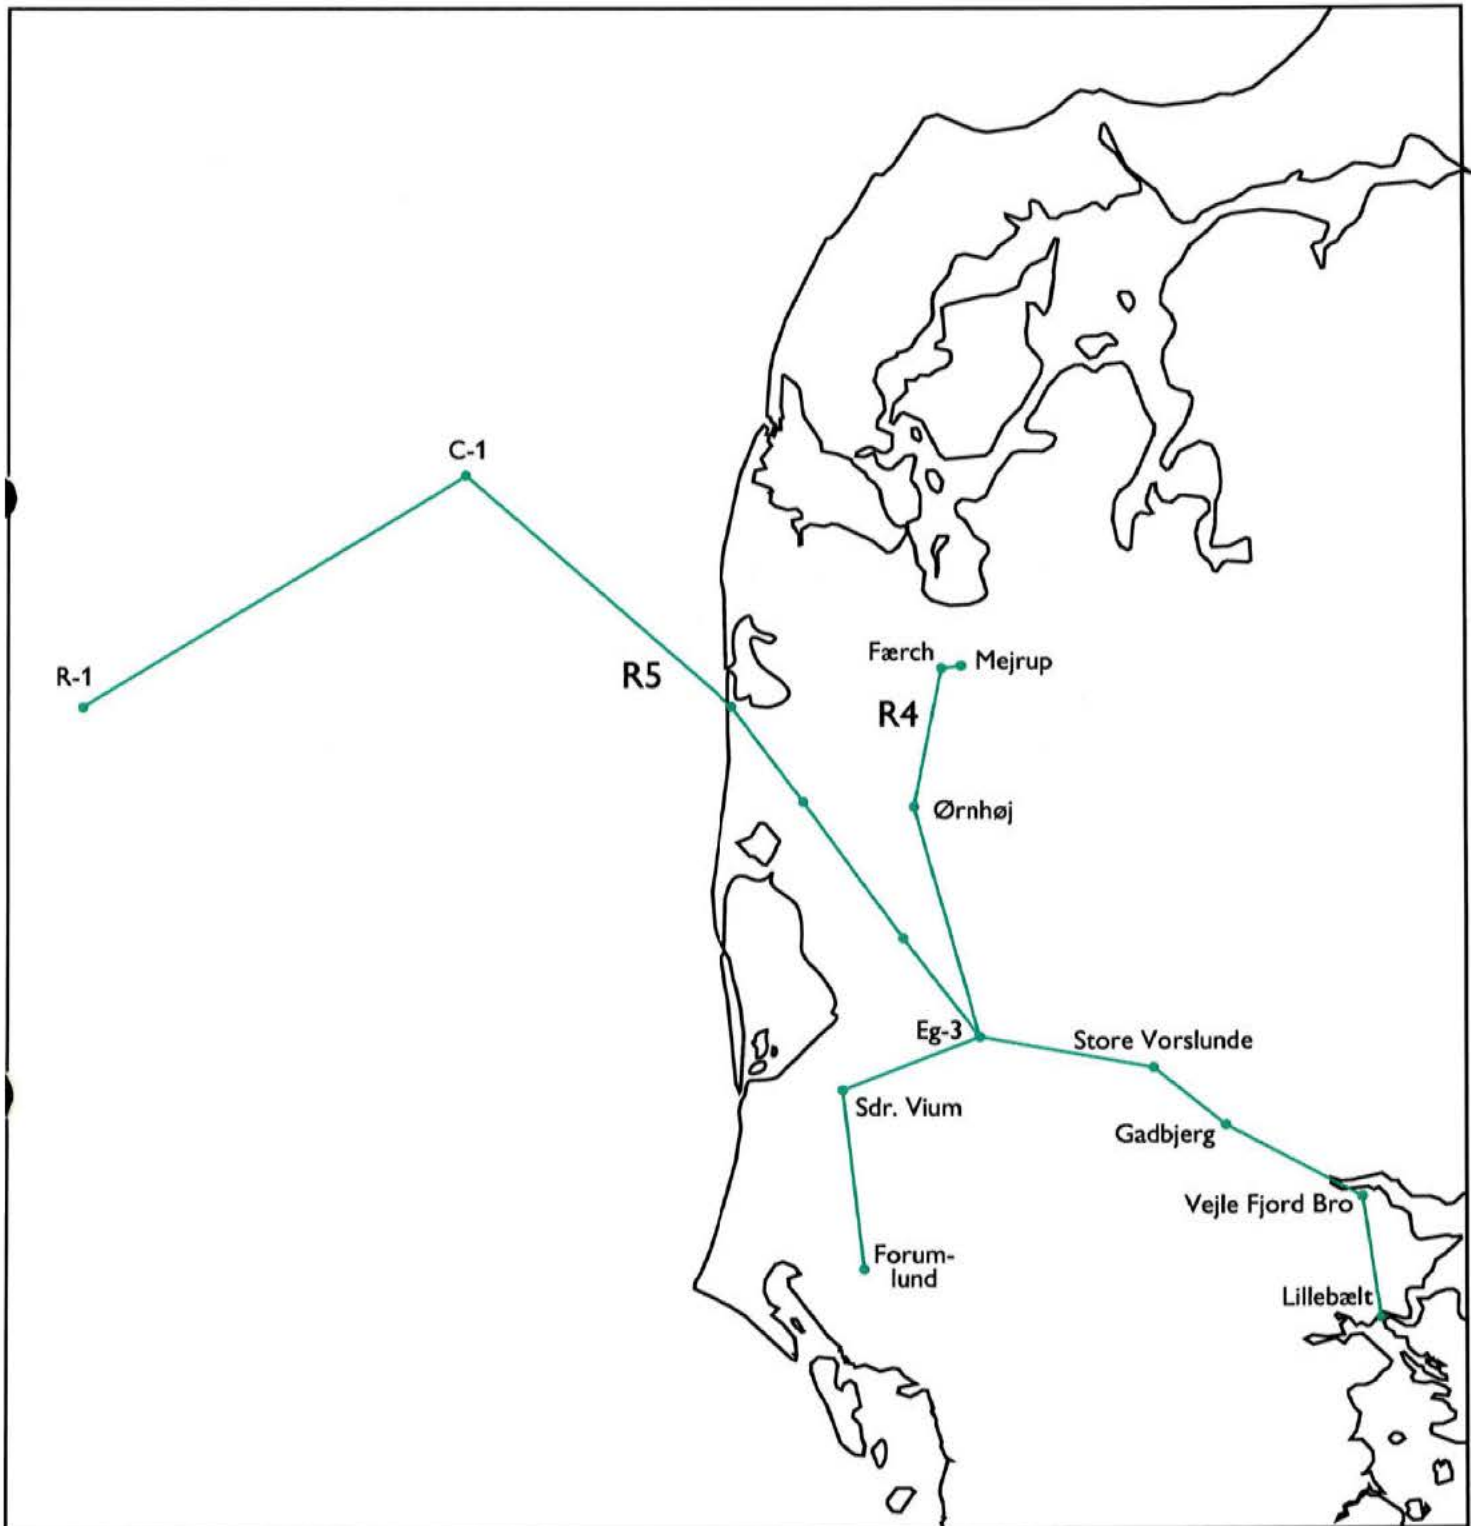 C-1
R-1
R5
Færch
Mejrup
R4
Ørnhøj
Eg-3
Store Vorslunde
Sdr. Vium
Gadbjerg
Vejle Fjord Bro
Forum-
lund
Lillebælt